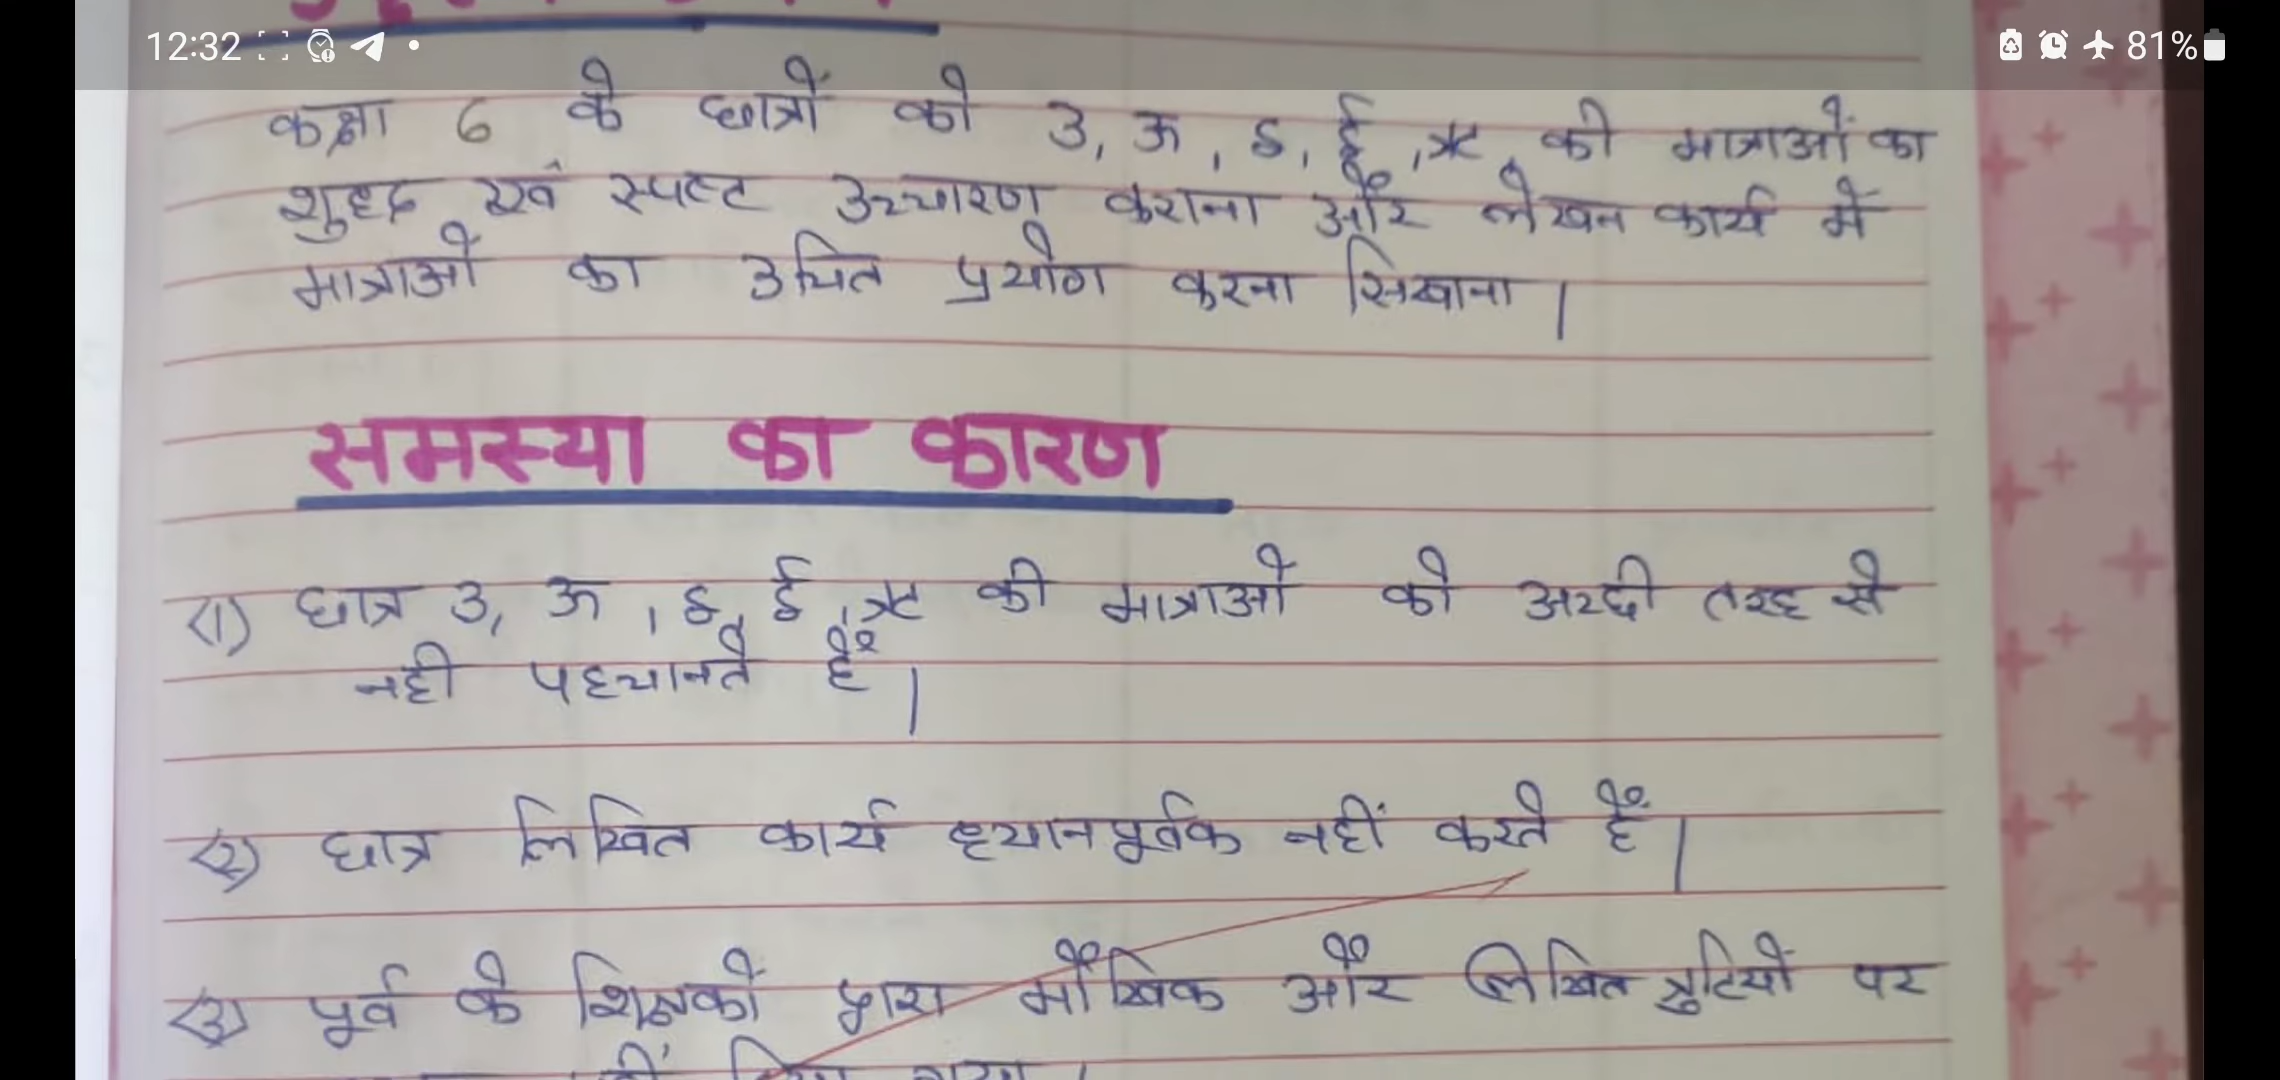 12:32
81%
कक्षा 6 के छात्रों को उ, ऊ, इ, ई, ऋ की मात्राओं का
शुद्ध एवं स्पष्ट उच्चारण कराना और लेखन कार्य में
मात्राओं का उचित प्रयोग करना सिखाना।
समस्या का कारण
(1) छात्र उ, ऊ, इ, ई, ऋ की मात्राओं को अच्छी तरह से
नही पहचानते हैं।
(2) छात्र लिखित कार्य ध्यानपूर्वक नहीं करते हैं।
(3) पूर्व के शिक्षकों द्वारा मौखिक और लिखित त्रुटियों पर
गया।